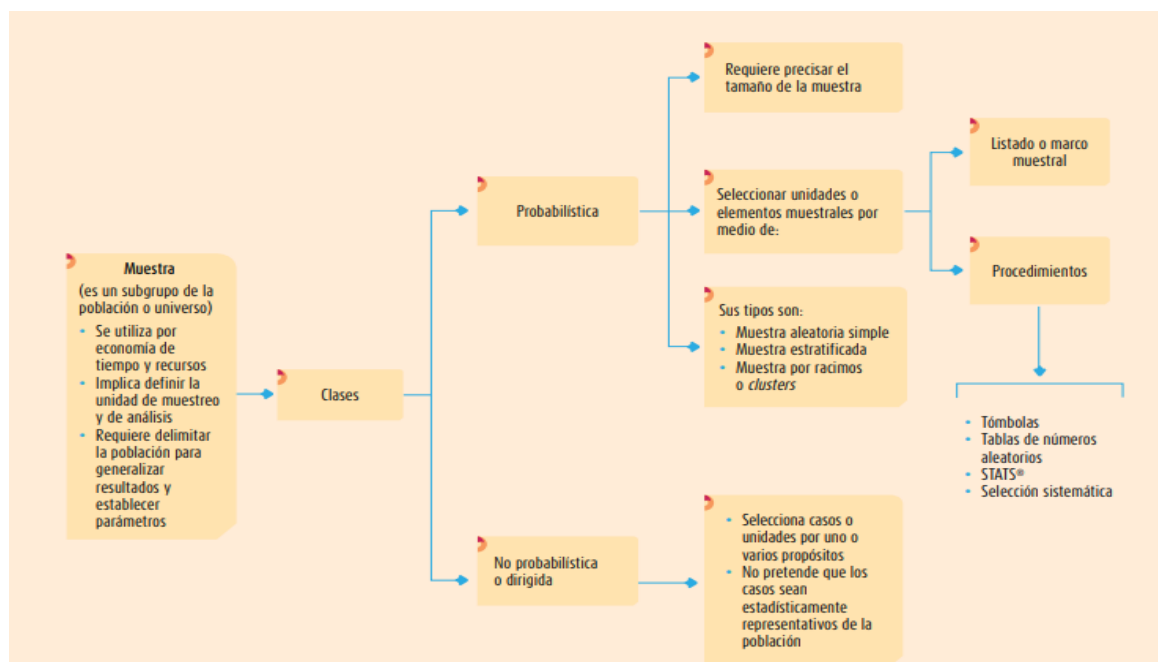 Muestra
(es un subgrupo de la
población o universo)
• Se utiliza por
economía de
tiempo y recursos
• Implica definir la
unidad de muestreo
y de análisis
• Requiere delimitar
la población para
generalizar
resultados y
establecer
parámetros
Clases
Probabilística
Requiere precisar el
tamaño de la muestra
Seleccionar unidades o
elementos muestrales por
medio de:
Listado o marco
muestral
Procedimientos
• Tómbolas
• Tablas de números
aleatorios
• STATS®
• Selección sistemática
Sus tipos son:
• Muestra aleatoria simple
• Muestra estratificada
• Muestra por racimos
o clusters
No probabilística
o dirigida
• Selecciona casos o
unidades por uno o
varios propósitos
• No pretende que los
casos sean
estadísticamente
representativos de la
población